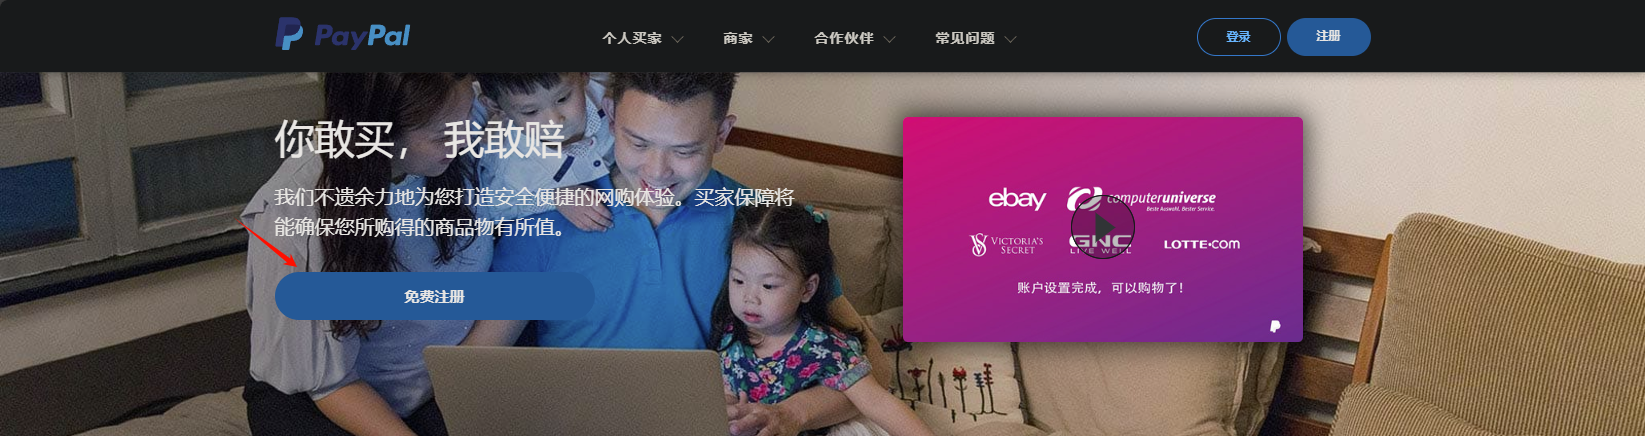 PayPal
个人买家
商家
合作伙伴
常见问题
登录
注册
你敢买，我敢赔
我们不遗余力地为您打造安全便捷的网购体验。买家保障将
能确保您所购得的商品物有所值。
免费注册
ebay
computeruniverse
Beste Auswahl. Bester Service.
VICTORIA'S
SECRET
GNC
LIVE WELL
LOTTE.COM
账户设置完成，可以购物了!